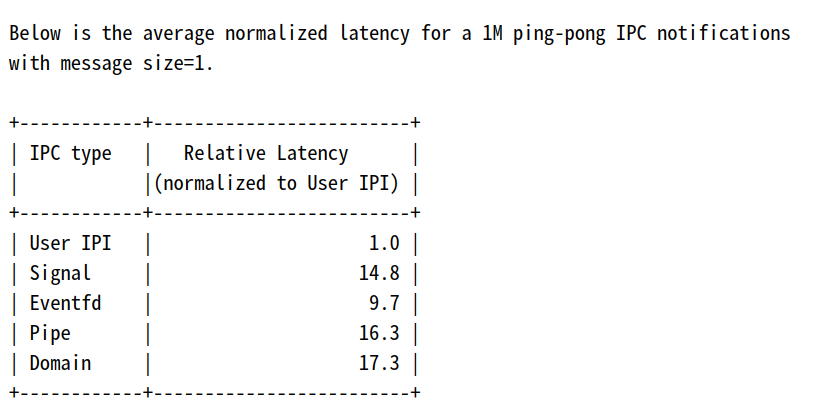 Below is the average normalized latency for a 1M ping-pong IPC notifications
with message size=1.

+------------+-------------------------+
| IPC type   |   Relative Latency      |
|            |(normalized to User IPI) |
+------------+-------------------------+
| User IPI   |                     1.0 |
| Signal     |                    14.8 |
| Eventfd    |                     9.7 |
| Pipe       |                    16.3 |
| Domain     |                    17.3 |
+------------+-------------------------+